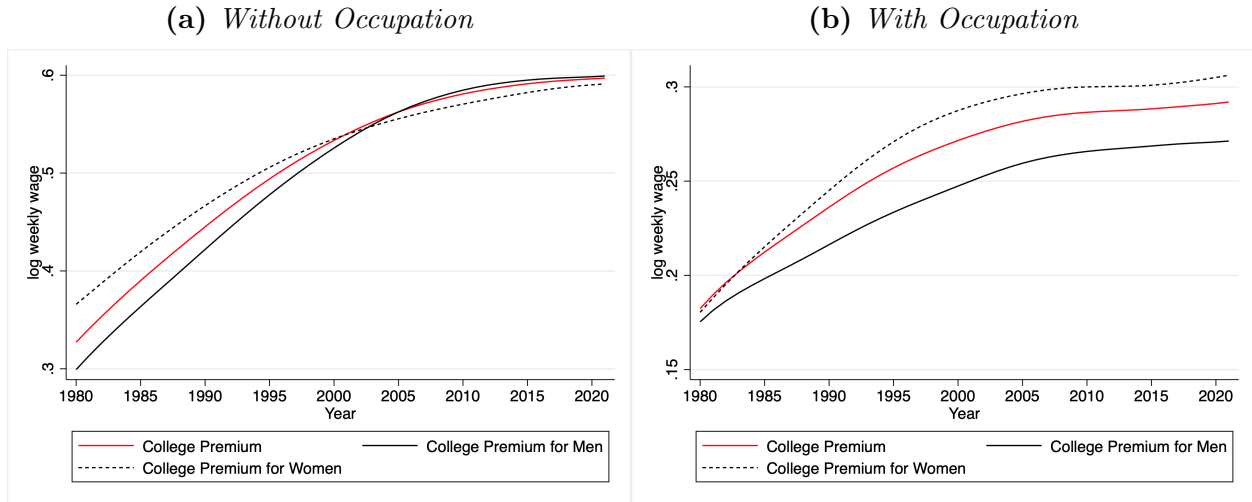 (a) Without Occupation
.6
.5
.4
.3
log weekly wage
1980 1985 1990 1995 2000 2005 2010 2015 2020
Year
College Premium College Premium for Men
College Premium for Women
(b) With Occupation
.3
.25
.2
.15
log weekly wage
1980 1985 1990 1995 2000 2005 2010 2015 2020
Year
College Premium College Premium for Men
College Premium for Women